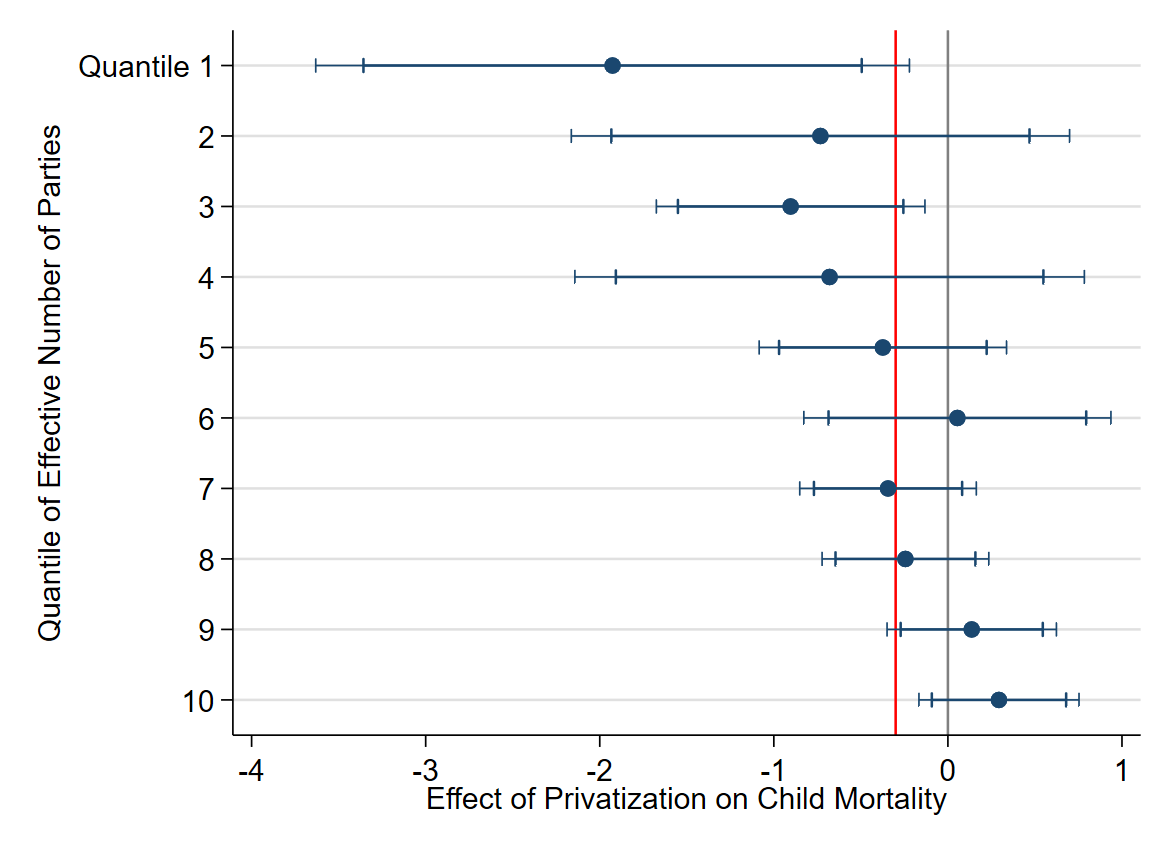 Quantile 1
2
3
4
5
6
7
8
9
10
Quantile of Effective Number of Parties
-4 -3 -2 -1 0 1
Effect of Privatization on Child Mortality